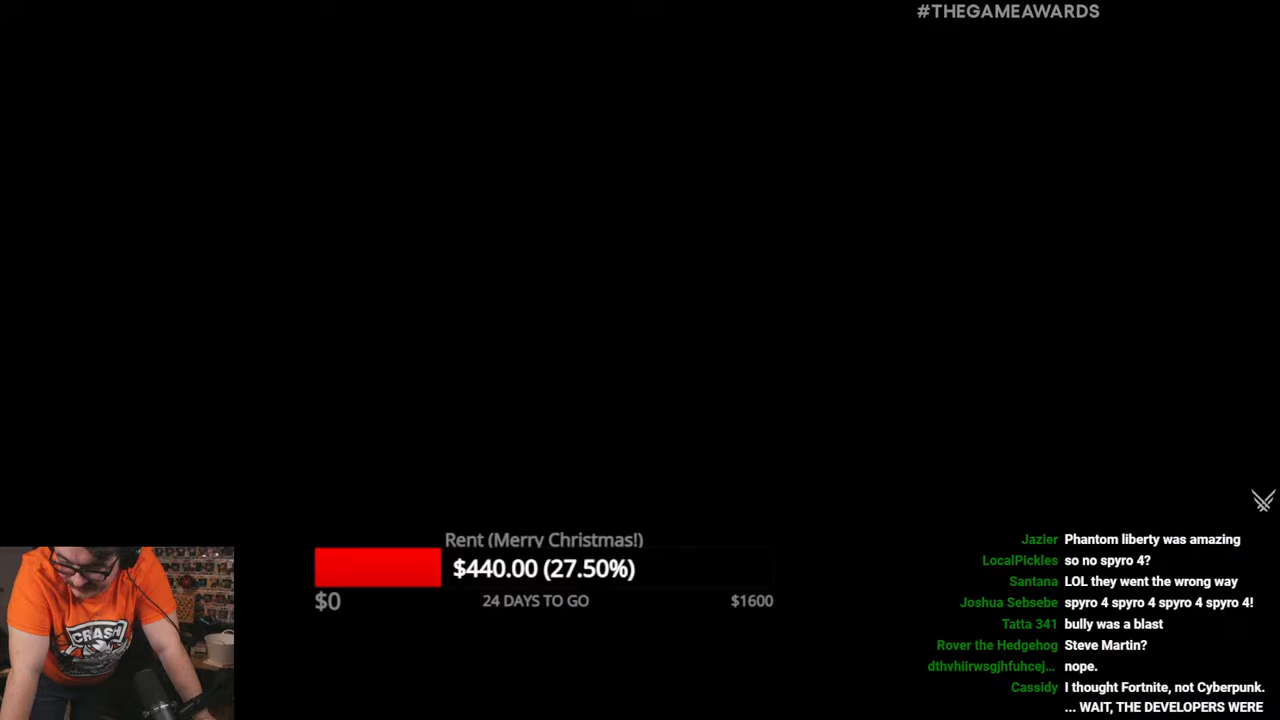 #THEGAMEAWARDS
Rent (Merry Christmas!)
$440.00 (27.50%)
$0
24 DAYS TO GO
$1600
CRASH
Jazier Phantom liberty was amazing
LocalPickles so no spyro 4?
Santana LOL they went the wrong way
Joshua Sebsebe spyro 4 spyro 4 spyro 4 spyro 4!
Tatta 341 bully was a blast
Rover the Hedgehog Steve Martin?
dthvhiirwsgjhfuhcej... nope.
Cassidy I thought Fortnite, not Cyberpunk.
... WAIT, THE DEVELOPERS WERE